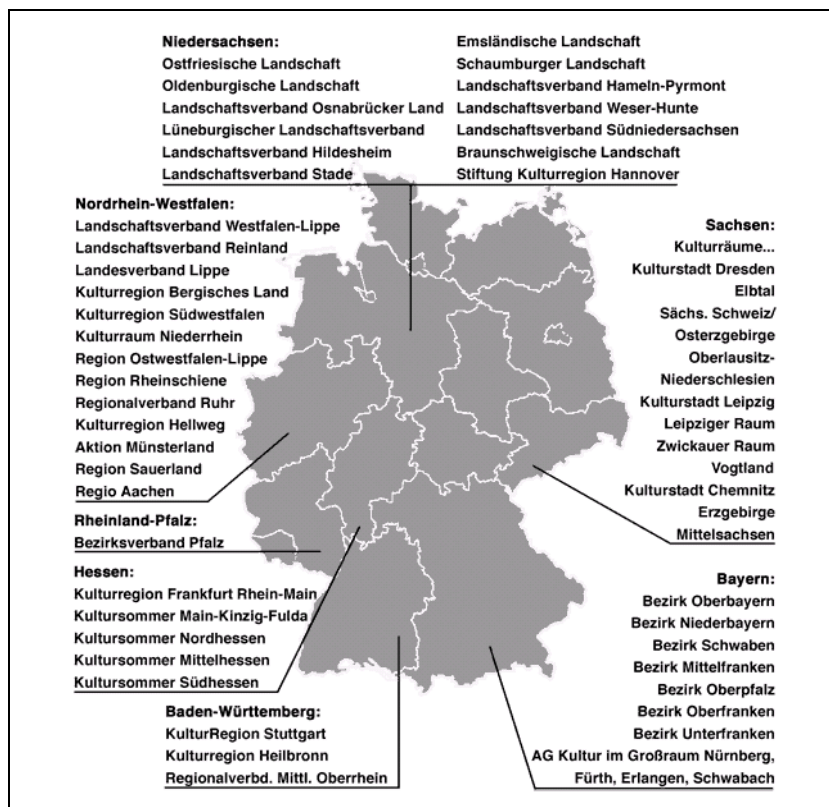 Niedersachsen:
Ostfriesische Landschaft
Oldenburgische Landschaft
Landschaftsverband Osnabrücker Land
Lüneburgischer Landschaftsverband
Landschaftsverband Hildesheim
Landschaftsverband Stade
Emsländische Landschaft
Schaumburger Landschaft
Landschaftsverband Hameln-Pyrmont
Landschaftsverband Weser-Hunte
Landschaftsverband Südniedersachsen
Braunschweigische Landschaft
Stiftung Kulturregion Hannover
Nordrhein-Westfalen:
Landschaftsverband Westfalen-Lippe
Landschaftsverband Reinland
Landesverband Lippe
Kulturregion Bergisches Land
Kulturregion Südwestfalen
Kulturraum Niederrhein
Region Ostwestfalen-Lippe
Region Rheinschiene
Regionalverband Ruhr
Kulturregion Hellweg
Aktion Münsterland
Region Sauerland
Regio Aachen
Rheinland-Pfalz:
Bezirksverband Pfalz
Hessen:
Kulturregion Frankfurt Rhein-Main
Kultursommer Main-Kinzig-Fulda
Kultursommer Nordhessen
Kultursommer Mittelhessen
Kultursommer Südhessen
Baden-Württemberg:
KulturRegion Stuttgart
Kulturregion Heilbronn
Regionalverbd. Mittl. Oberrhein
Sachsen:
Kulturräume...
Kulturstadt Dresden
Elbtal
Sächs. Schweiz/
Osterzgebirge
Oberlausitz-
Niederschlesien
Kulturstadt Leipzig
Leipziger Raum
Zwickauer Raum
Vogtland
Kulturstadt Chemnitz
Erzgebirge
Mittelsachsen
Bayern:
Bezirk Oberbayern
Bezirk Niederbayern
Bezirk Schwaben
Bezirk Mittelfranken
Bezirk Oberpfalz
Bezirk Oberfranken
Bezirk Unterfranken
AG Kultur im Großraum Nürnberg,
Fürth, Erlangen, Schwabach